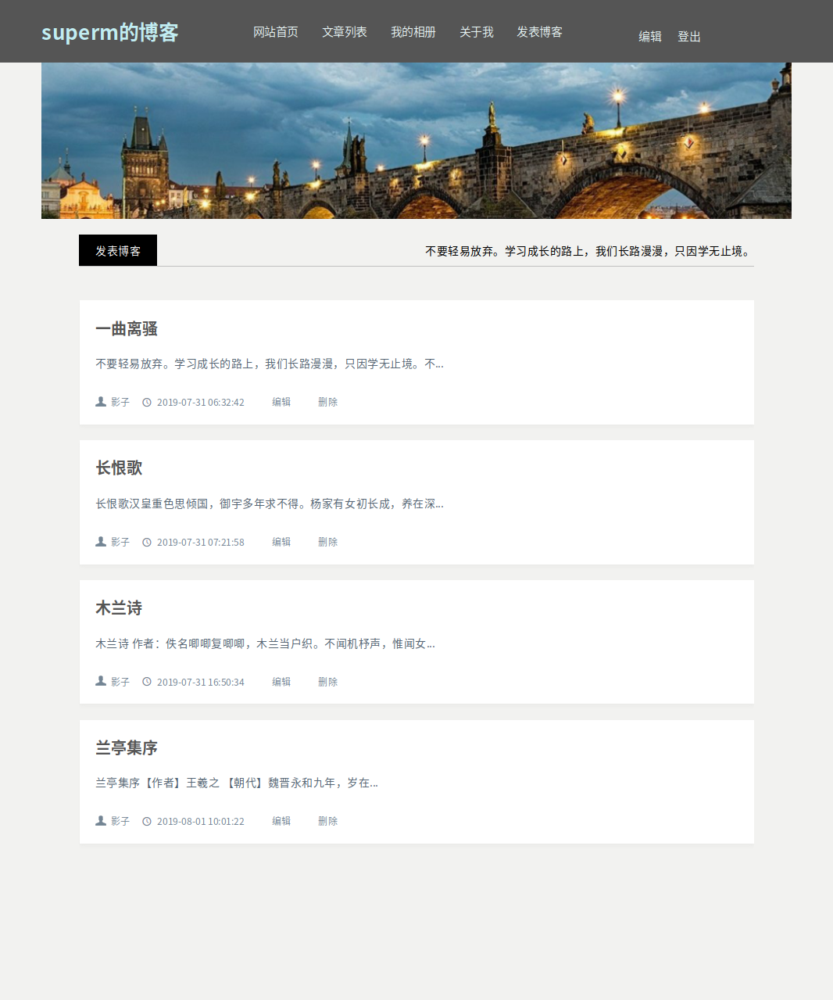 superm的博客 网站首页 文章列表 我的相册 关于我 发表博客 编辑 登出
发表博客 不要轻易放弃。学习成长的路上，我们长路漫漫，只因学无止境。
一曲离骚
不要轻易放弃。学习成长的路上，我们长路漫漫，只因学无止境。不...
影子 2019-07-31 06:32:42 编辑 删除
长恨歌
长恨歌汉皇重色思倾国，御宇多年求不得。杨家有女初长成，养在深...
影子 2019-07-31 07:21:58 编辑 删除
木兰诗
木兰诗 作者：佚名唧唧复唧唧，木兰当户织。不闻机杼声，惟闻女...
影子 2019-07-31 16:50:34 编辑 删除
兰亭集序
兰亭集序【作者】王羲之 【朝代】魏晋永和九年，岁在...
影子 2019-08-01 10:01:22 编辑 删除